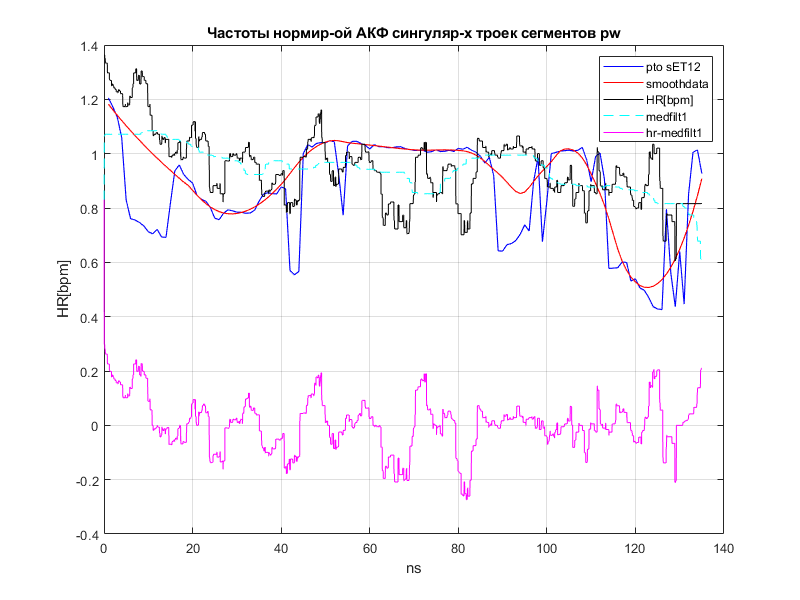 Частоты нормир-ой АКФ сингуляр-х троек сегментов pw
1.4
1.2
1
0.8
0.6
0.4
0.2
0
-0.2
-0.4
HR[bpm]
pto sET12
smoothdata
HR[bpm]
medfilt1
hr-medfilt1
0 20 40 60 80 100 120 140
ns